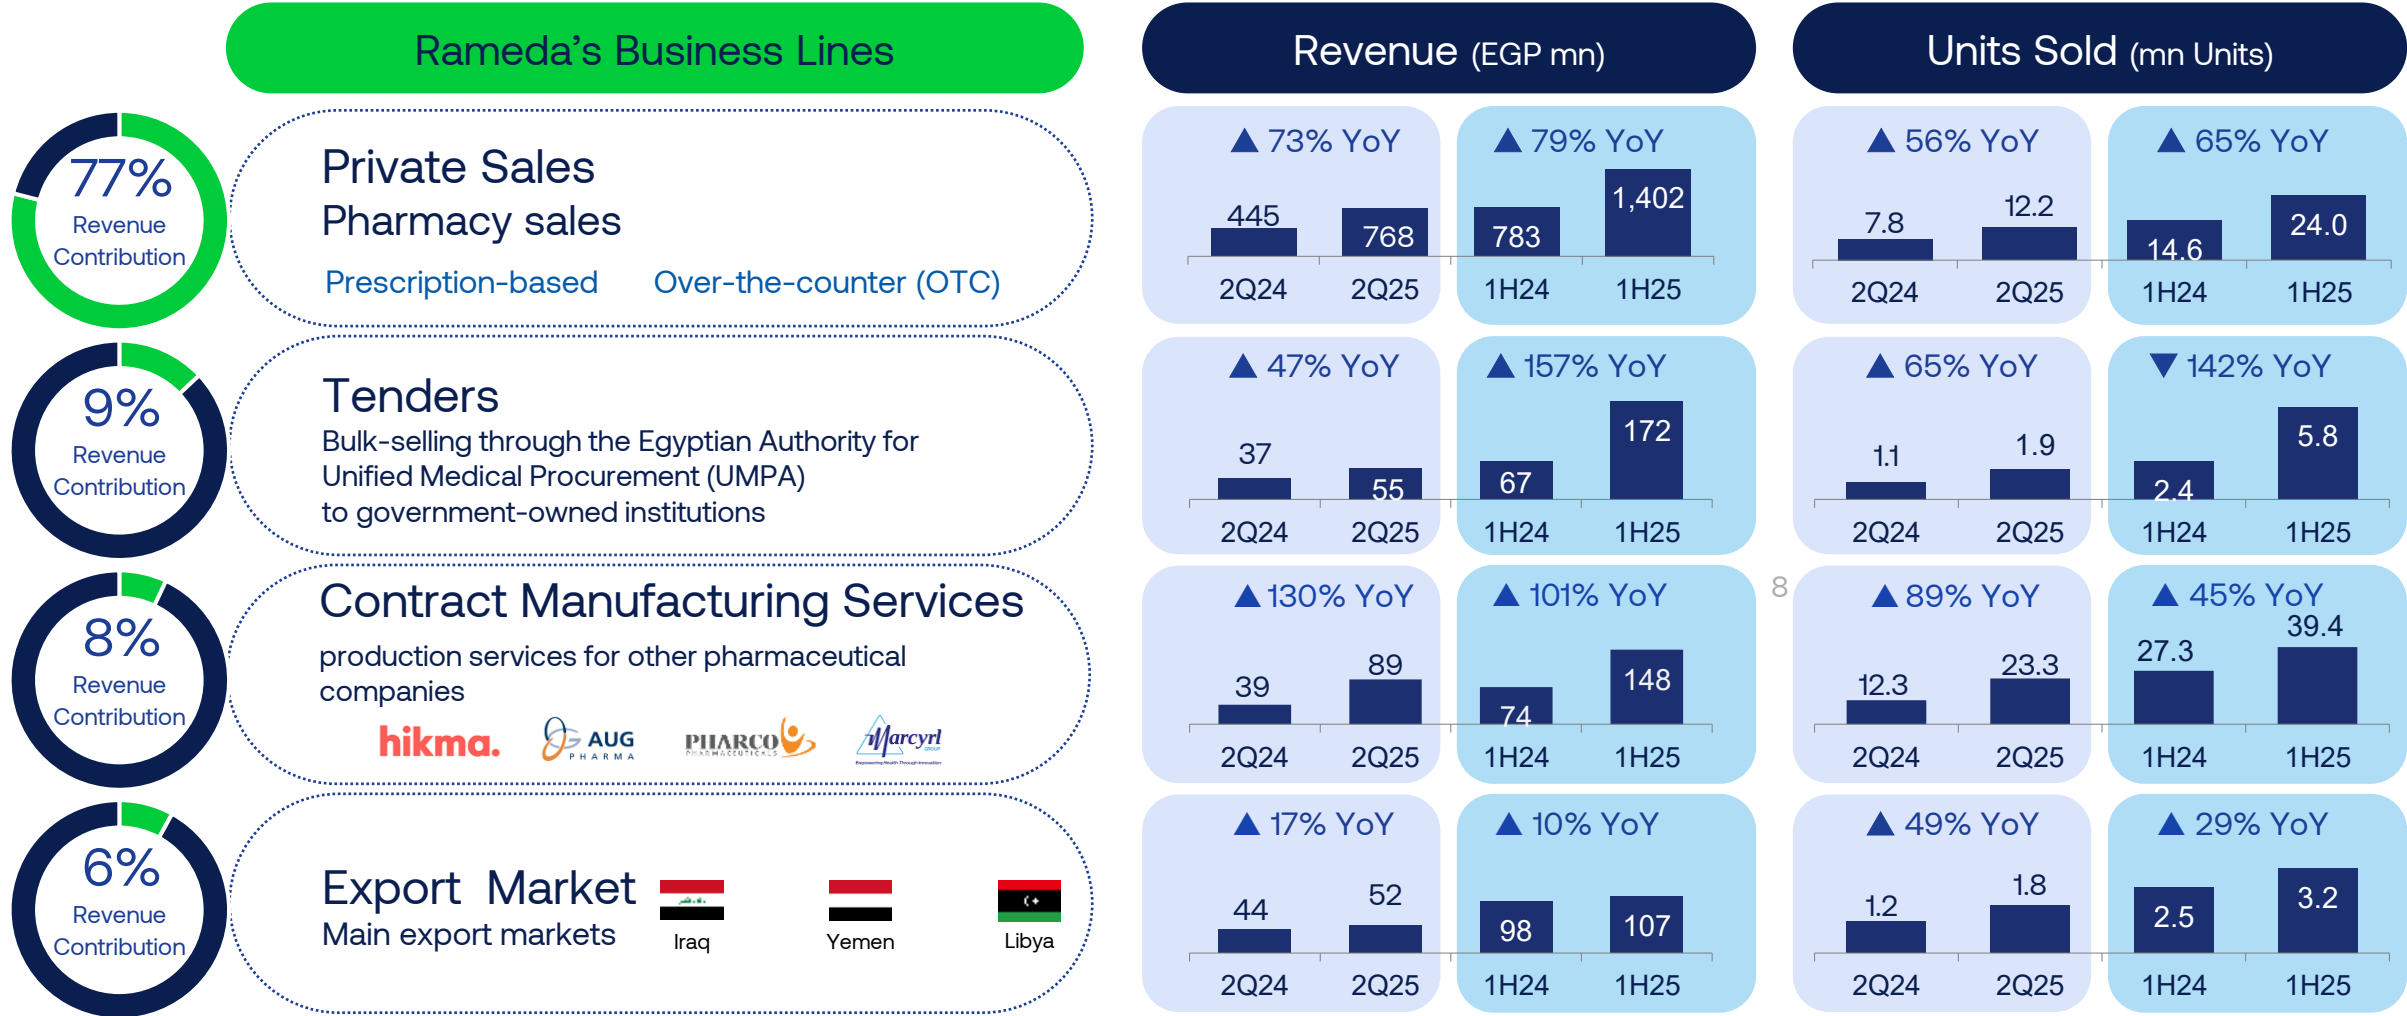 Rameda’s Business Lines
Revenue (EGP mn)
Units Sold (mn Units)
77%
Revenue
Contribution
Private Sales
Pharmacy sales
Prescription-based Over-the-counter (OTC)
▲ 73% YoY
445
768
2Q24 2Q25
▲ 79% YoY
783
1,402
1H24 1H25
▲ 56% YoY
7.8
12.2
2Q24 2Q25
▲ 65% YoY
14.6
24.0
1H24 1H25
9%
Revenue
Contribution
Tenders
Bulk-selling through the Egyptian Authority for
Unified Medical Procurement (UMPA)
to government-owned institutions
▲ 47% YoY
37
55
2Q24 2Q25
▲ 157% YoY
67
172
1H24 1H25
▲ 65% YoY
1.1
1.9
2Q24 2Q25
▼ 142% YoY
2.4
5.8
1H24 1H25
8%
Revenue
Contribution
Contract Manufacturing Services
production services for other pharmaceutical
companies
hikma.
AUG
PHARMA
PHARCO
PHARMACEUTICALS
Marcyrl
GROUP
Empowering Health Through Innovation
▲ 130% YoY
39
89
2Q24 2Q25
▲ 101% YoY
74
148
1H24 1H25
8
▲ 89% YoY
12.3
23.3
2Q24 2Q25
▲ 45% YoY
27.3
39.4
1H24 1H25
6%
Revenue
Contribution
Export Market
Main export markets
Iraq
Yemen
Libya
▲ 17% YoY
44
52
2Q24 2Q25
▲ 10% YoY
98
107
1H24 1H25
▲ 49% YoY
1.2
1.8
2Q24 2Q25
▲ 29% YoY
2.5
3.2
1H24 1H25